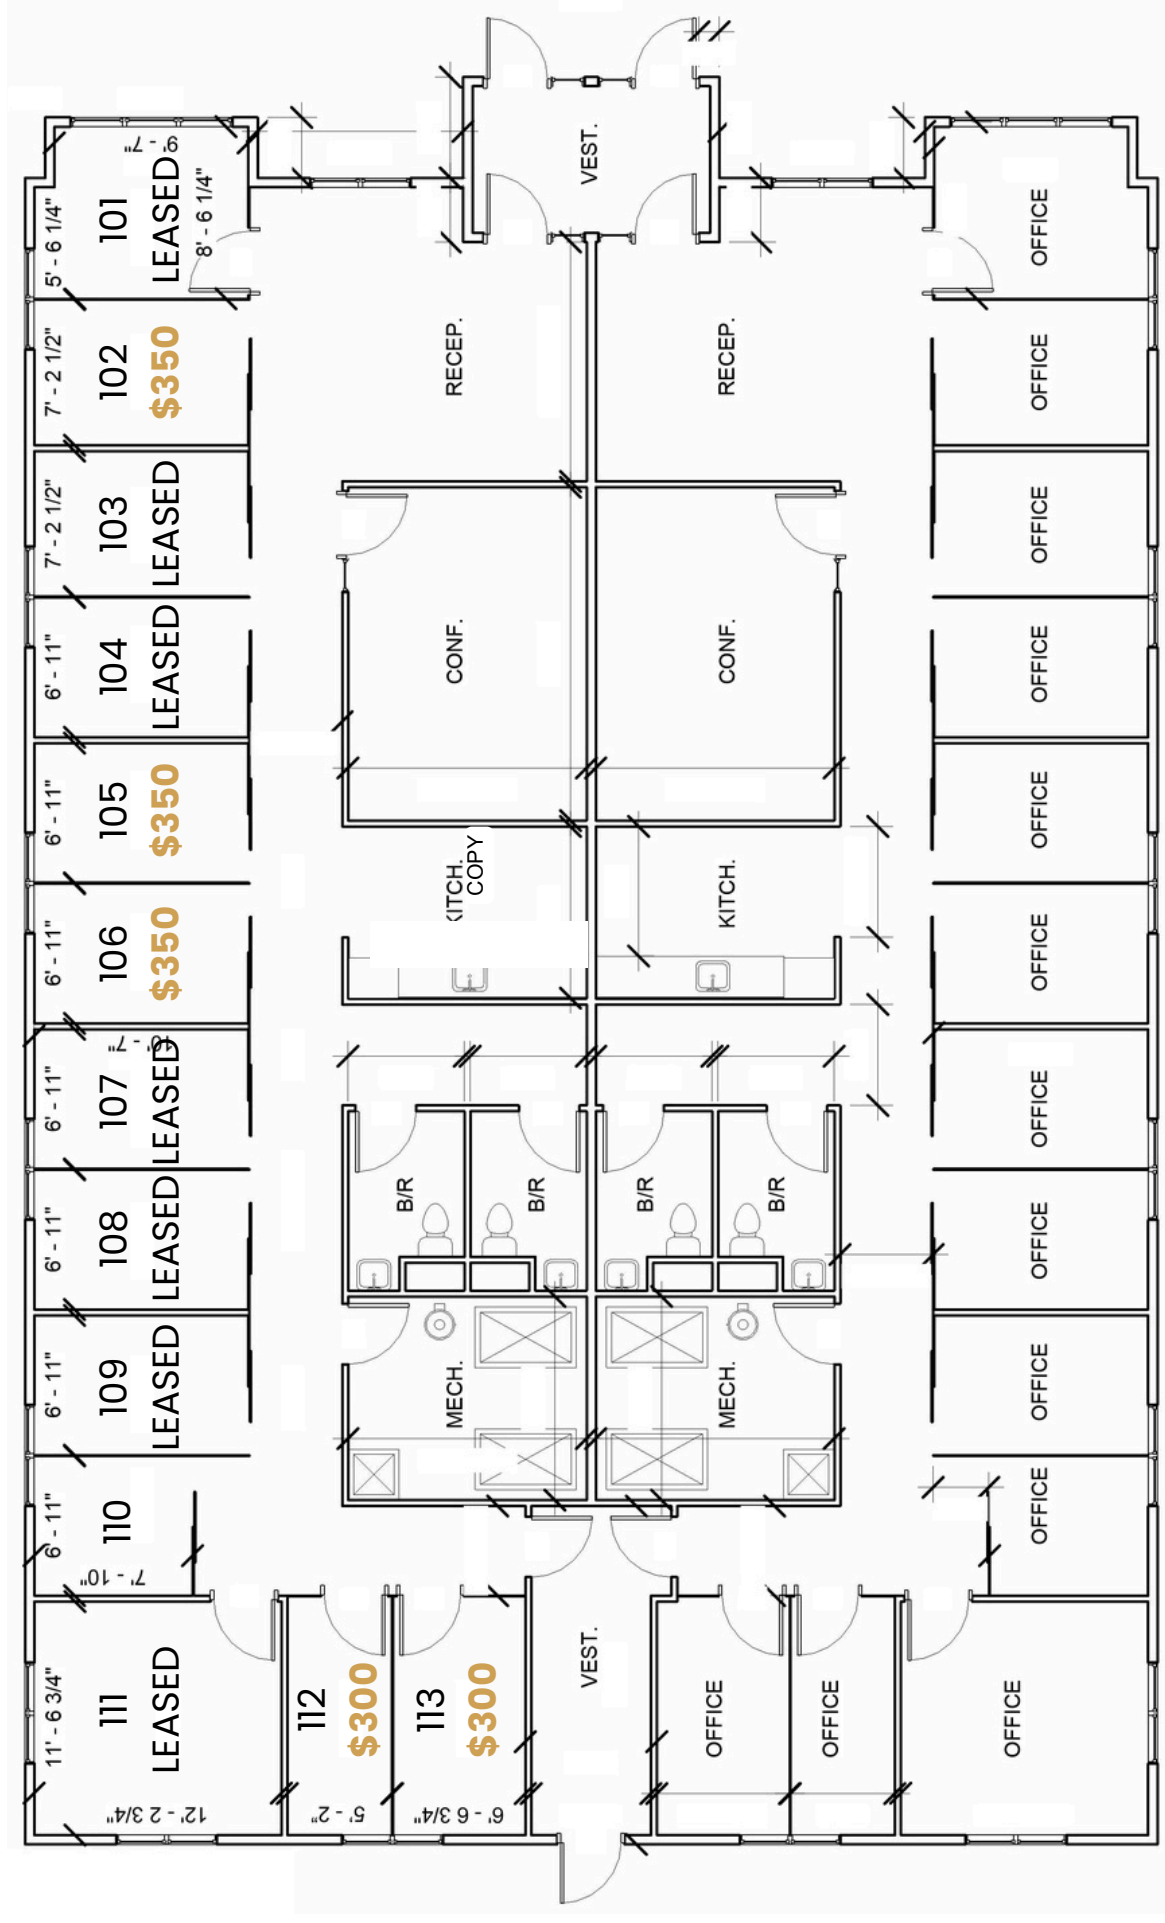 VEST.
9' - 7"
5' - 6 1/4"
101
LEASED
8' - 6 1/4"
OFFICE
7' - 2 1/2"
102
$350
RECEP.
RECEP.
OFFICE
7' - 2 1/2"
103
LEASED
OFFICE
6' - 11"
104
LEASED
CONF.
CONF.
OFFICE
6' - 11"
105
$350
OFFICE
KITCH.
COPY
KITCH.
6' - 11"
106
$350
OFFICE
10' - 7"
6' - 11"
107
LEASED
OFFICE
B/R
B/R
B/R
B/R
6' - 11"
108
LEASED
OFFICE
6' - 11"
109
LEASED
MECH.
MECH.
OFFICE
6' - 11"
110
7' - 10"
OFFICE
11' - 6 3/4"
111
LEASED
12' - 2 3/4"
112
$300
5' - 2"
113
$300
6' - 6 3/4"
VEST.
OFFICE
OFFICE
OFFICE